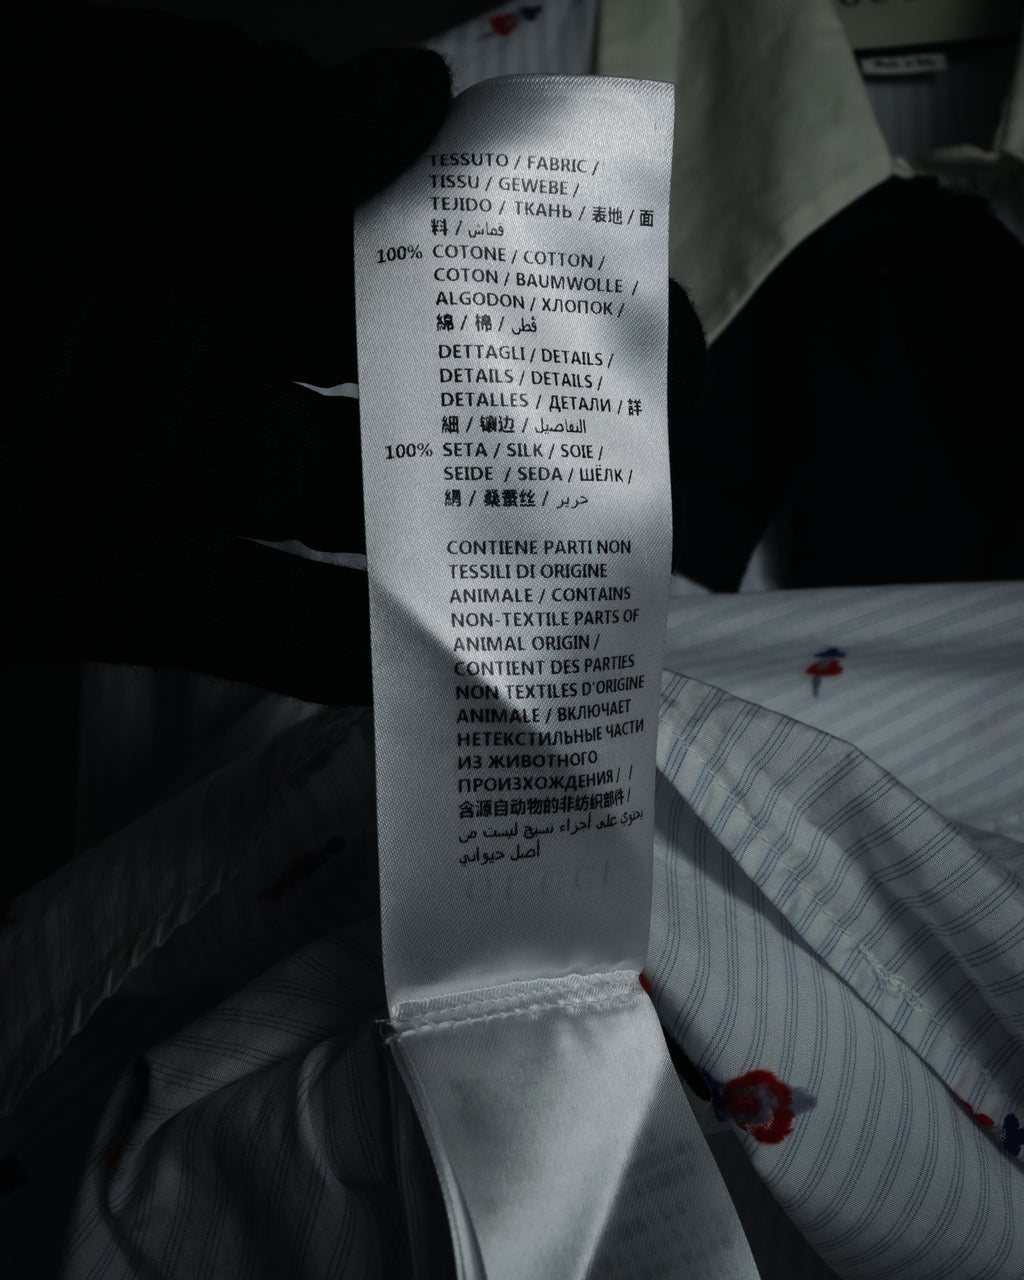 Made in Italy
TESSUTO / FABRIC /
TISSU / GEWEBE /
TEJIDO / ТКАНЬ / 表地 / 面
料 / قماش
100% COTONE / COTTON /
COTON / BAUMWOLLE /
ALGODON / ХЛОПОК /
綿 / 棉 / قطن
DETTAGLI / DETAILS /
DETAILS / DETAILS /
DETALLES / ДЕТАЛИ / 詳
細 / 镶边 / التفاصيل
100% SETA / SILK / SOIE /
SEIDE / SEDA / ШЁЛК /
絹 / 桑蚕丝 / حرير
CONTIENE PARTI NON
TESSILI DI ORIGINE
ANIMALE / CONTAINS
NON-TEXTILE PARTS OF
ANIMAL ORIGIN /
CONTIENT DES PARTIES
NON TEXTILES D'ORIGINE
ANIMALE / ВКЛЮЧАЕТ
НЕТЕКСТИЛЬНЫЕ ЧАСТИ
ИЗ ЖИВОТНОГО
ПРОИЗХОЖДЕНИЯ / /
含源自动物的非纺织部件 /
يحتوي على أجزاء نسيج ليست من
أصل حيواني